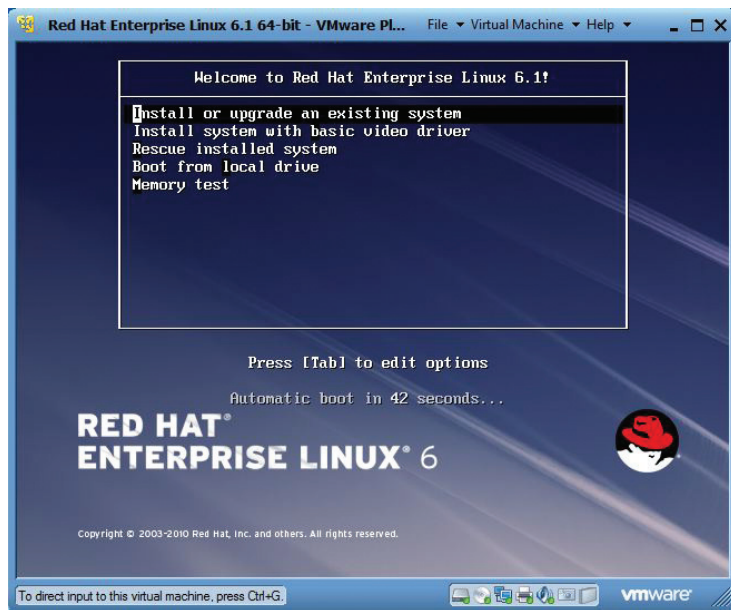 Red Hat Enterprise Linux 6.1 64-bit - VMware Pl... File Virtual Machine Help
Welcome to Red Hat Enterprise Linux 6.1!
Install or upgrade an existing system
Install system with basic video driver
Rescue installed system
Boot from local drive
Memory test
Press [Tab] to edit options
Automatic boot in 42 seconds...
RED HAT®
ENTERPRISE LINUX® 6
Copyright © 2003-2010 Red Hat, Inc. and others. All rights reserved.
To direct input to this virtual machine, press Ctrl+G. vmware®